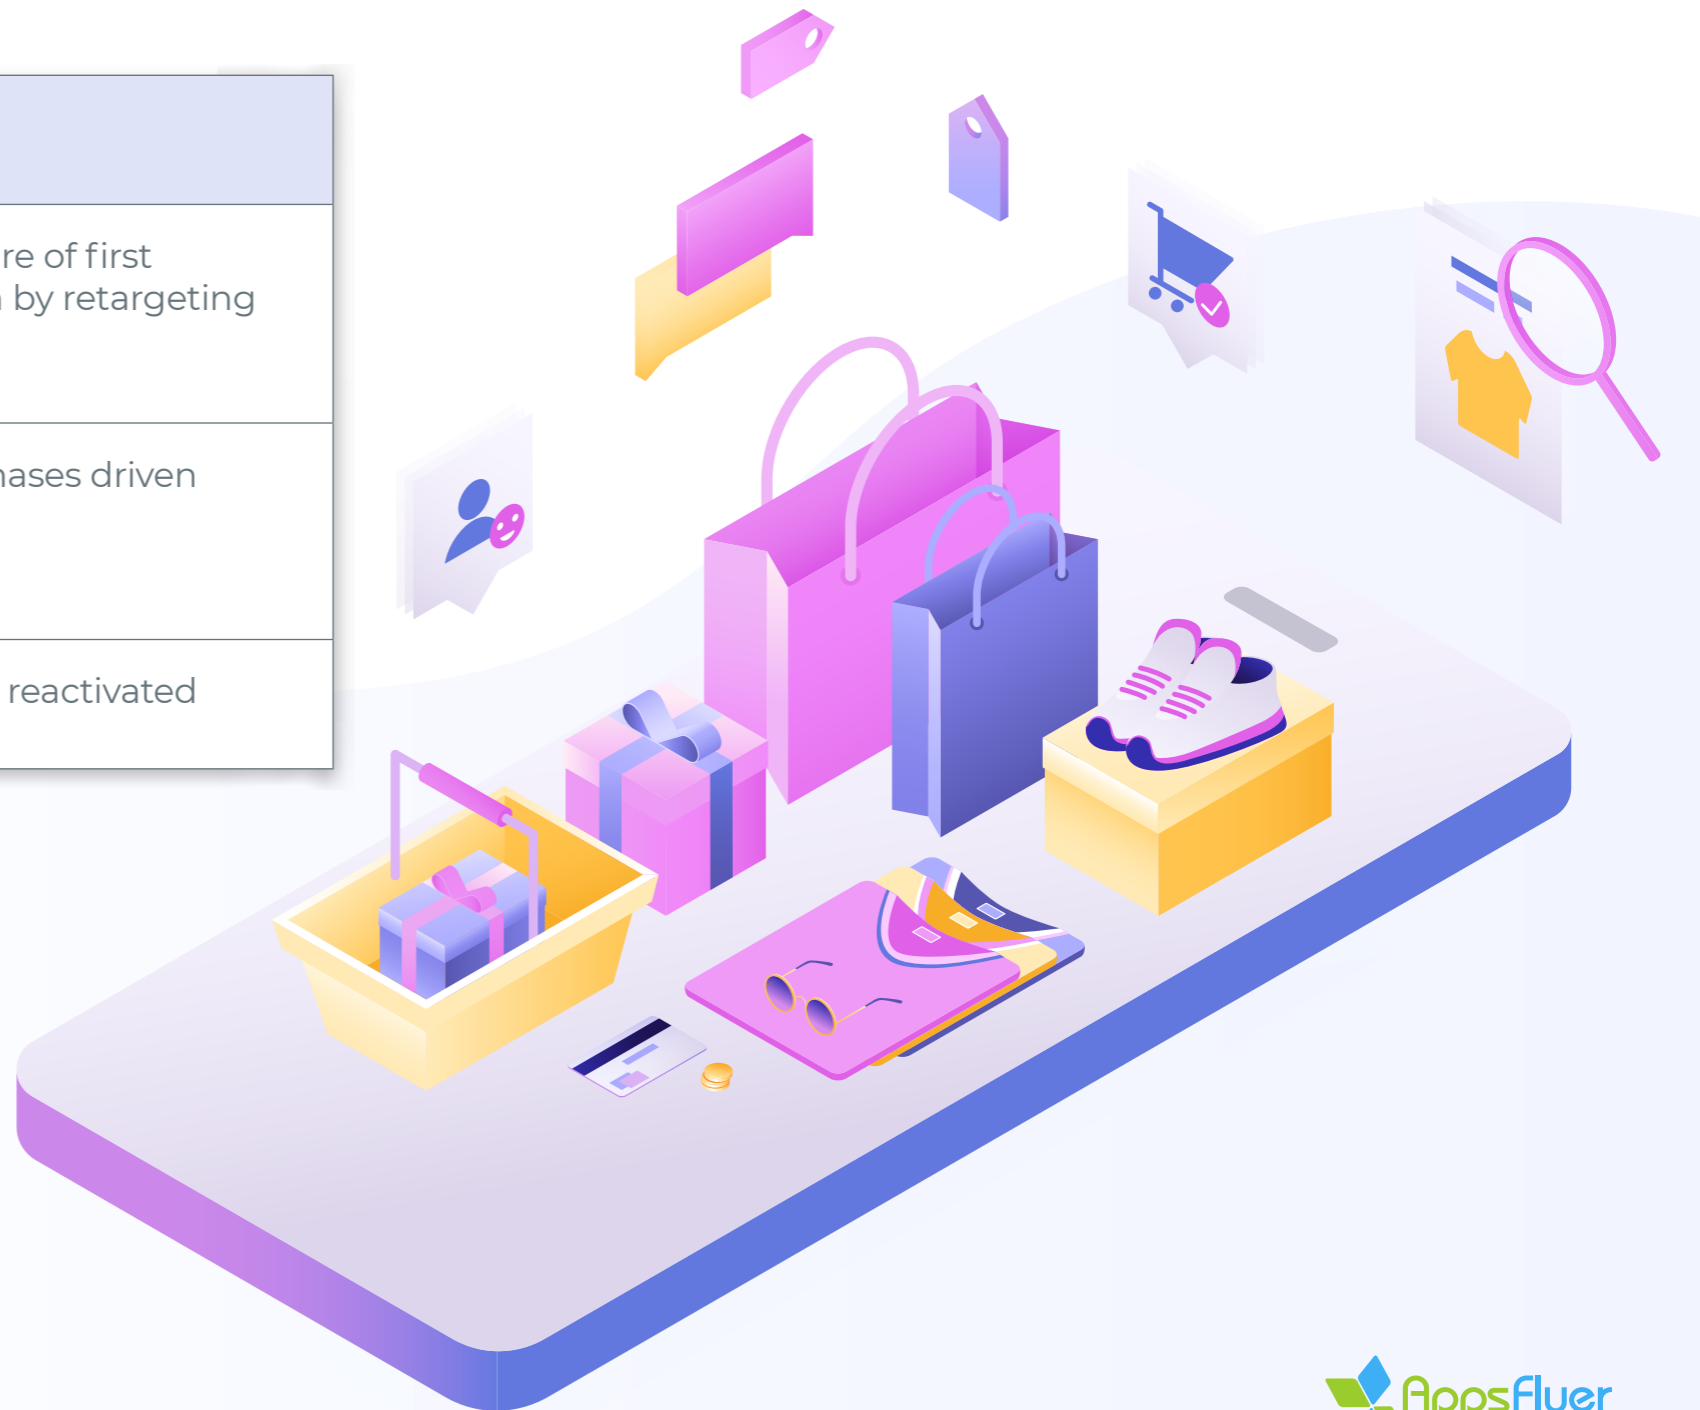 re of first
by retargeting
ases driven
reactivated
AppsFlyer